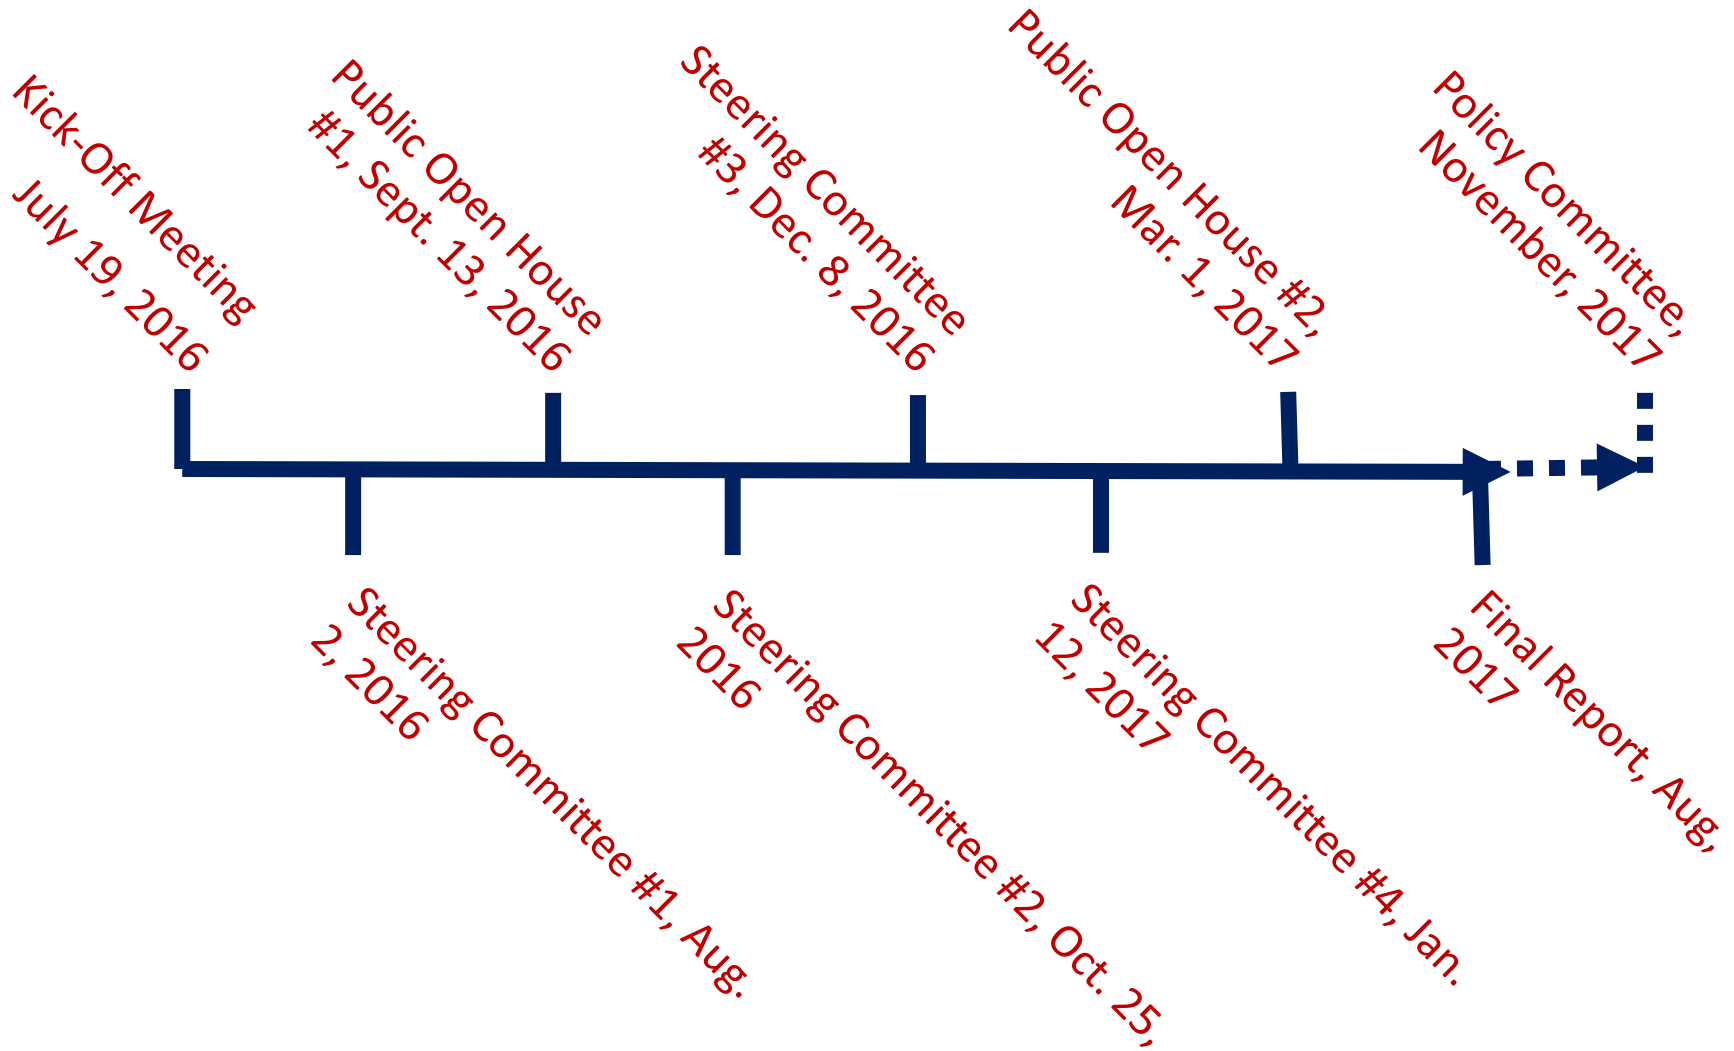 Kick-Off Meeting
July 19, 2016
Public Open House
#1, Sept. 13, 2016
Steering Committee
#3, Dec. 8, 2016
Public Open House #2,
Mar. 1, 2017
Policy Committee,
November, 2017
Steering Committee #1, Aug.
2, 2016
Steering Committee #2, Oct. 25,
2016
Steering Committee #4, Jan.
12, 2017
Final Report, Aug,
2017